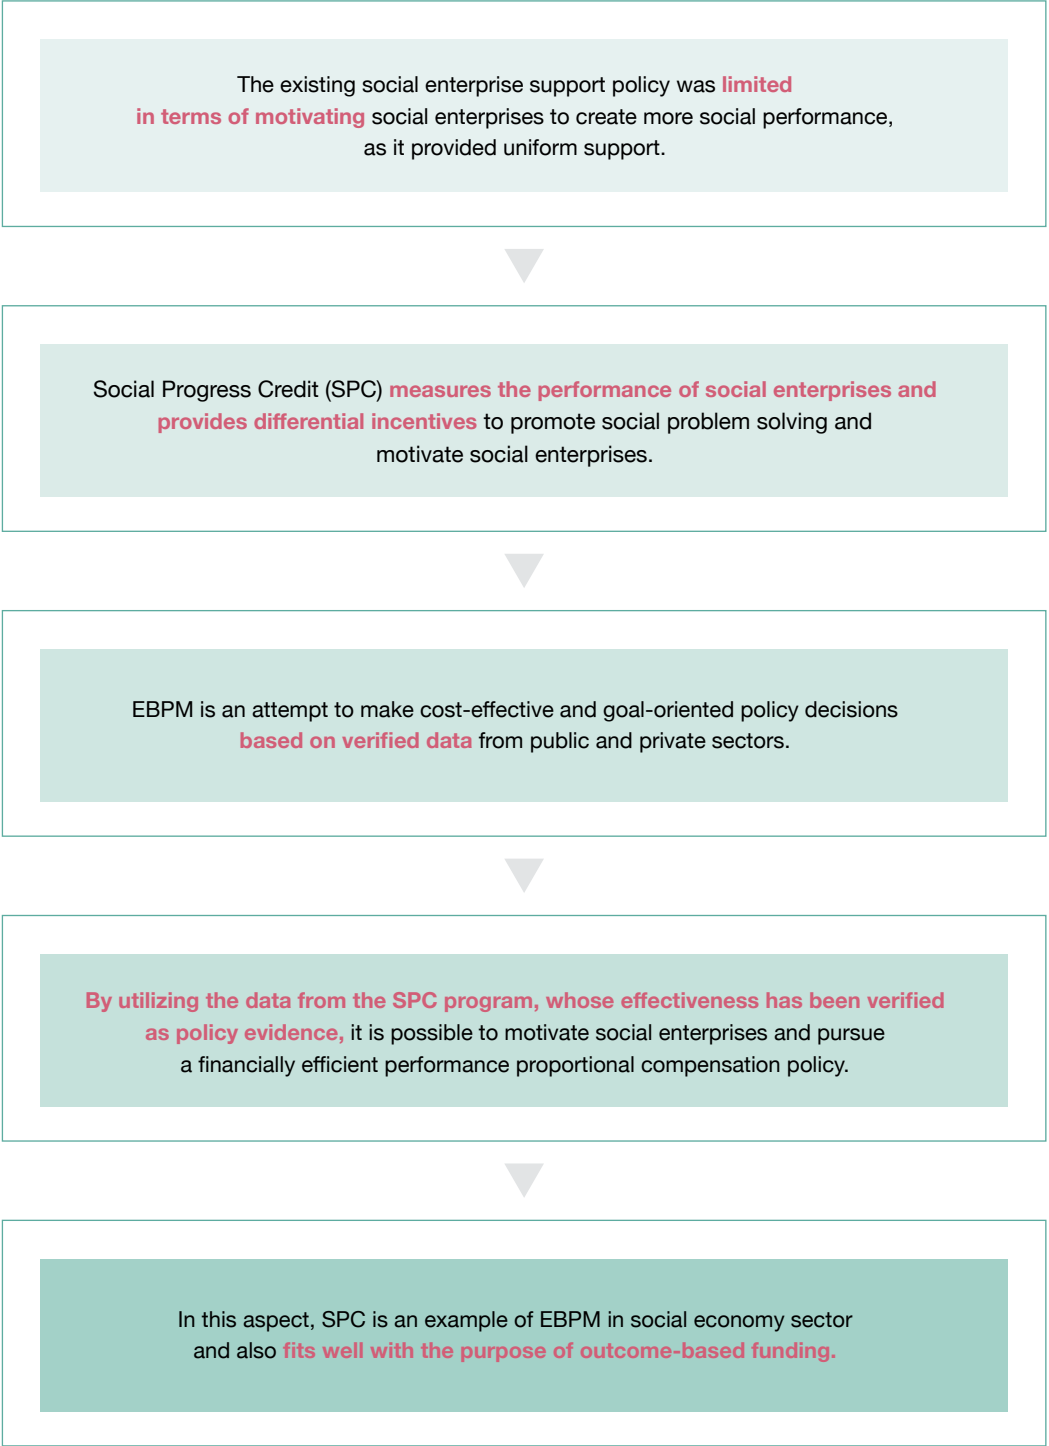 The existing social enterprise support policy was limited
in terms of motivating social enterprises to create more social performance,
as it provided uniform support.
Social Progress Credit (SPC) measures the performance of social enterprises and
provides differential incentives to promote social problem solving and
motivate social enterprises.
EBPM is an attempt to make cost-effective and goal-oriented policy decisions
based on verified data from public and private sectors.
By utilizing the data from the SPC program, whose effectiveness has been verified
as policy evidence, it is possible to motivate social enterprises and pursue
a financially efficient performance proportional compensation policy.
In this aspect, SPC is an example of EBPM in social economy sector
and also fits well with the purpose of outcome-based funding.